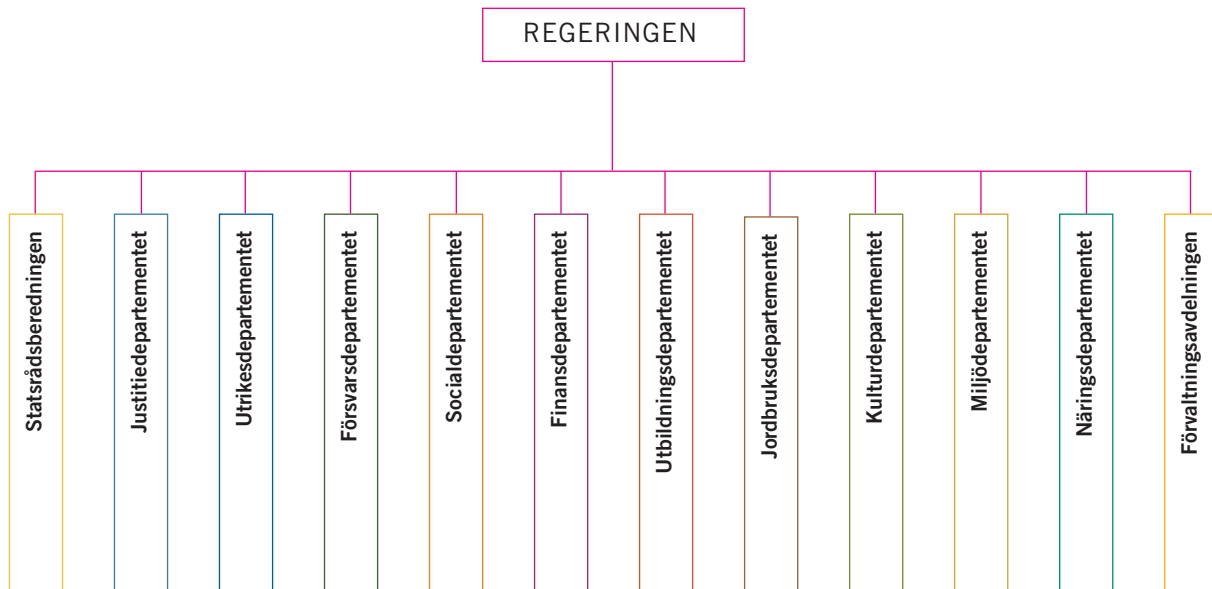 REGERINGEN
Statsrådsberedningen
Justitiedepartementet
Utrikesdepartementet
Försvarsdepartementet
Socialdepartementet
Finansdepartementet
Utbildningsdepartementet
Jordbruksdepartementet
Kulturdepartementet
Miljödepartementet
Näringsdepartementet
Förvaltningsavdelningen